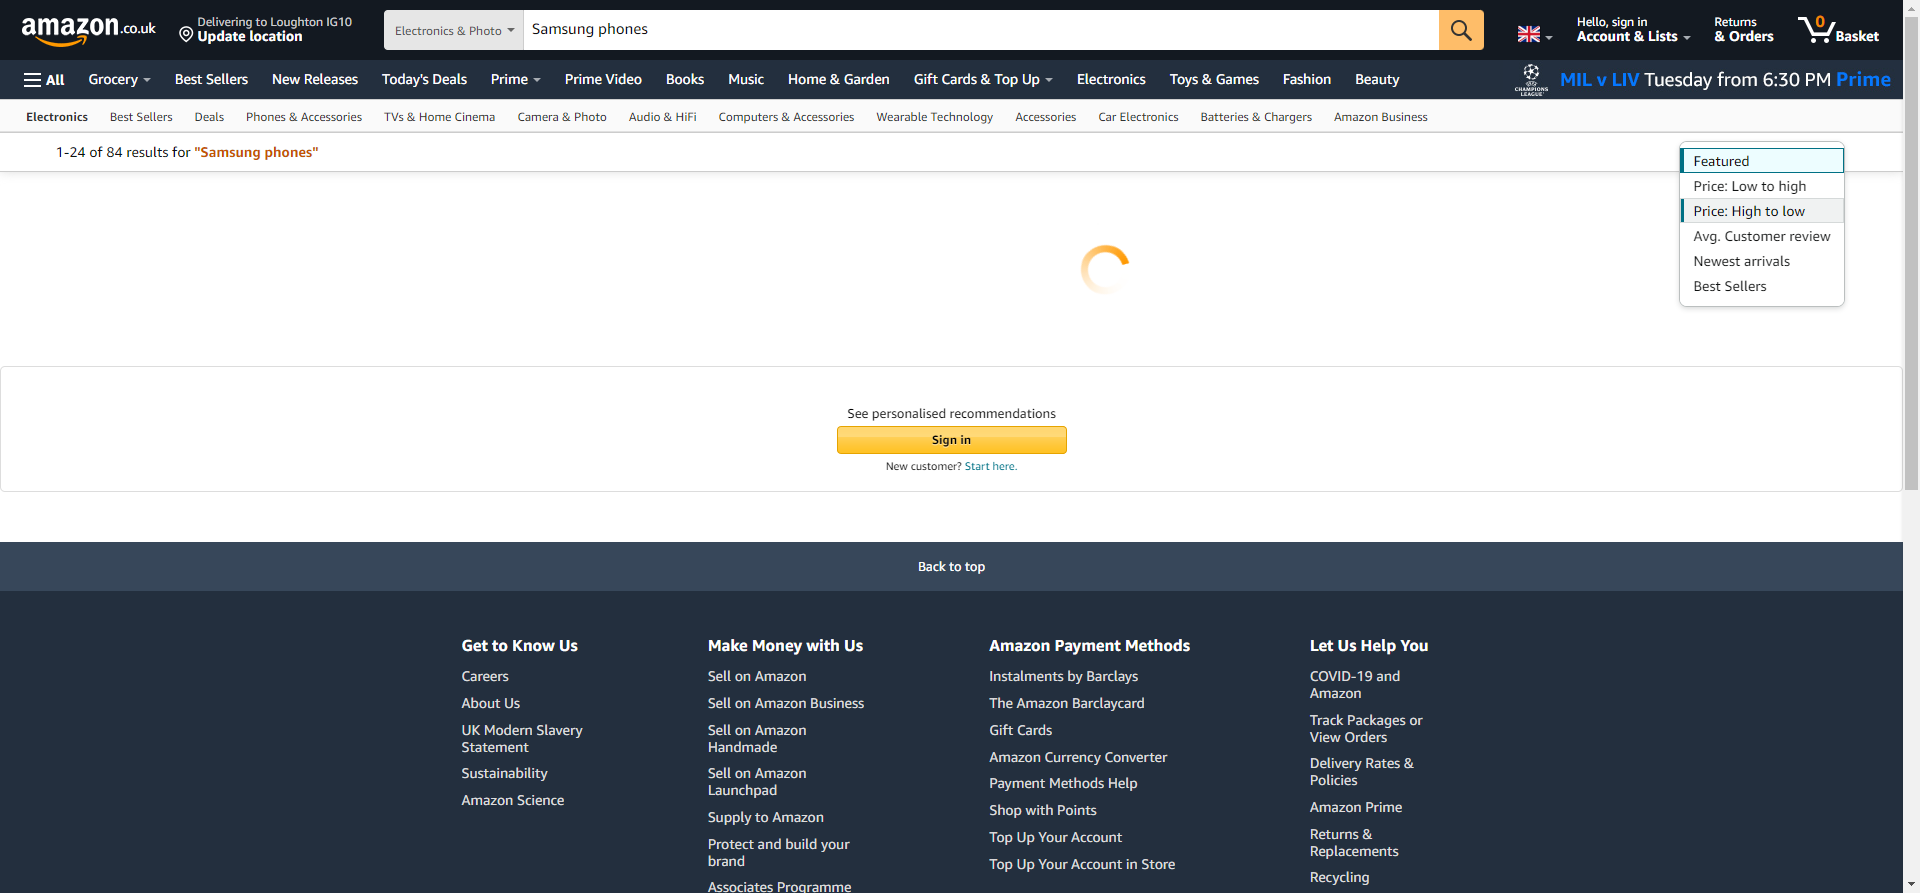 amazon.co.uk
Delivering to Loughton IG10
Update location
Electronics & Photo
Samsung phones
Hello, sign in
Account & Lists
Returns
& Orders
0
Basket
All
Grocery
Best Sellers
New Releases
Today's Deals
Prime
Prime Video
Books
Music
Home & Garden
Gift Cards & Top Up
Electronics
Toys & Games
Fashion
Beauty
CHAMPIONS LEAGUE
MIL v LIV Tuesday from 6:30 PM Prime
Electronics
Best Sellers
Deals
Phones & Accessories
TVs & Home Cinema
Camera & Photo
Audio & HiFi
Computers & Accessories
Wearable Technology
Accessories
Car Electronics
Batteries & Chargers
Amazon Business
1-24 of 84 results for "Samsung phones"
Featured
Price: Low to high
Price: High to low
Avg. Customer review
Newest arrivals
Best Sellers
See personalised recommendations
Sign in
New customer? Start here.
Back to top
Get to Know Us
Careers
About Us
UK Modern Slavery
Statement
Sustainability
Amazon Science
Make Money with Us
Sell on Amazon
Sell on Amazon Business
Sell on Amazon
Handmade
Sell on Amazon
Launchpad
Supply to Amazon
Protect and build your
brand
Associates Programme
Amazon Payment Methods
Instalments by Barclays
The Amazon Barclaycard
Gift Cards
Amazon Currency Converter
Payment Methods Help
Shop with Points
Top Up Your Account
Top Up Your Account in Store
Let Us Help You
COVID-19 and
Amazon
Track Packages or
View Orders
Delivery Rates &
Policies
Amazon Prime
Returns &
Replacements
Recycling